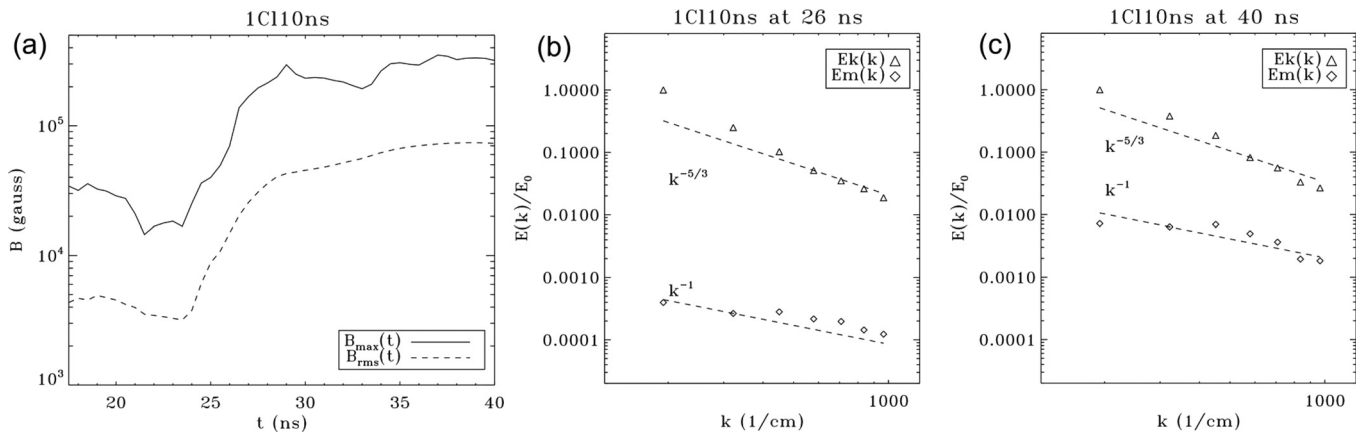 1Cl10ns
(a)
B (gauss)
10^5
10^4
10^3
B_max(t)
B_rms(t)
20 25 30 35 40
t (ns)
1Cl10ns at 26 ns
(b)
Ek(k) △
Em(k) ◇
E(k)/E_0
1.0000
0.1000
0.0100
0.0010
0.0001
k^-5/3
k^-1
1000
k (1/cm)
1Cl10ns at 40 ns
(c)
Ek(k) △
Em(k) ◇
E(k)/E_0
1.0000
0.1000
0.0100
0.0010
0.0001
k^-5/3
k^-1
1000
k (1/cm)